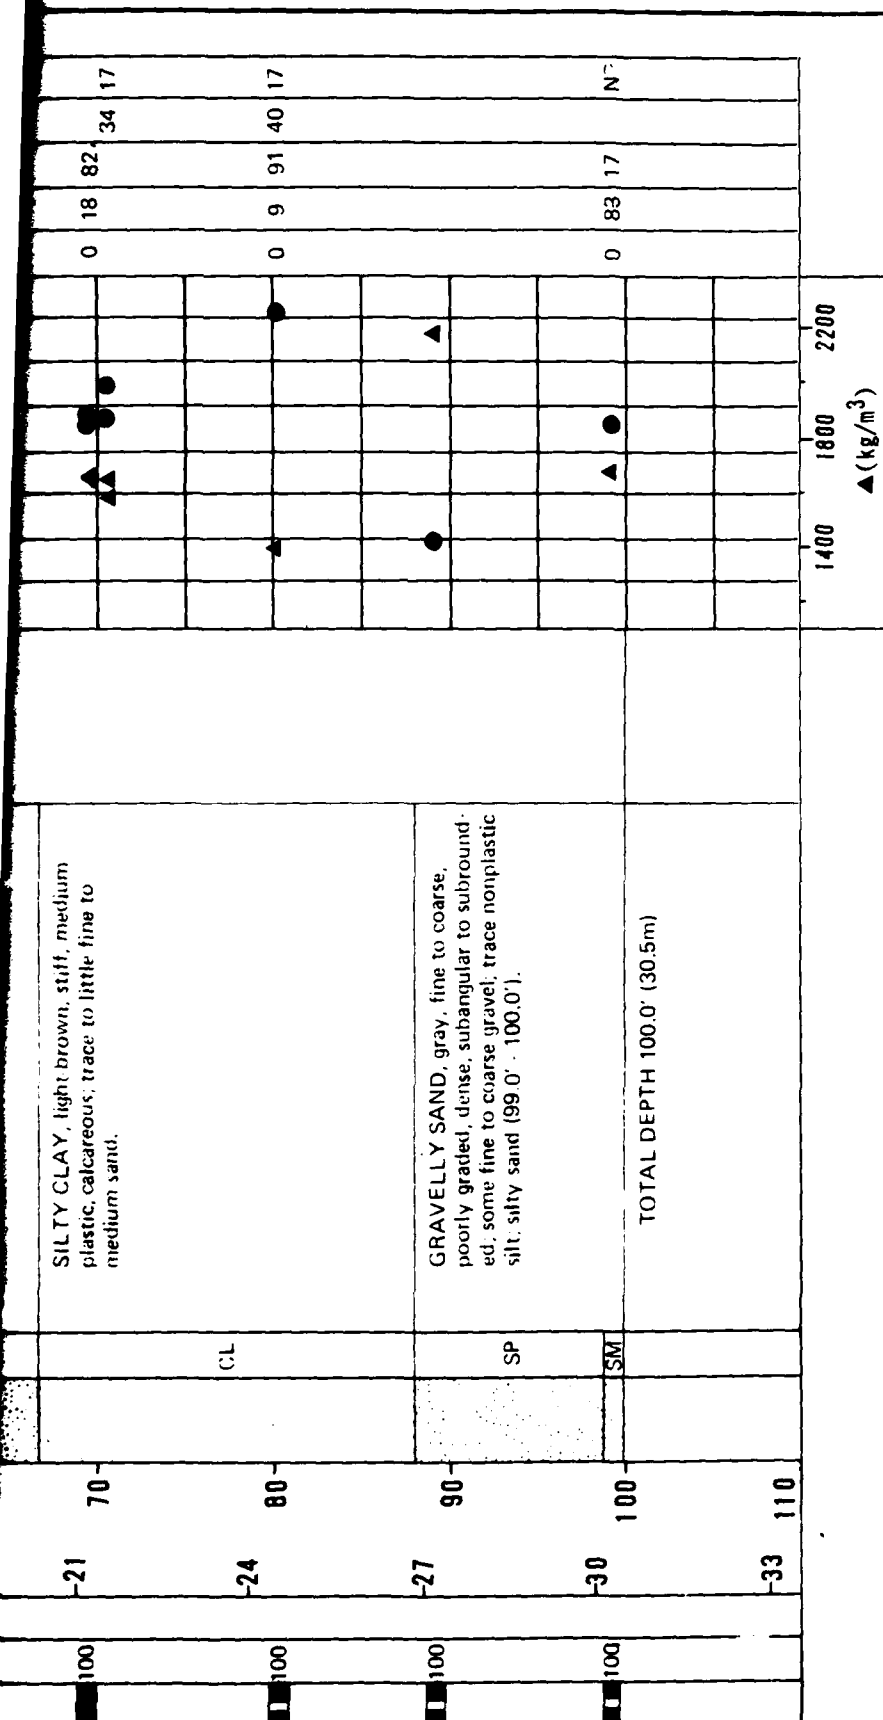 100
100
100
100
-21
-24
-27
-30
-33
70
80
90
100
110
CL
SP
SM
SILTY CLAY, light brown, stiff, medium
plastic, calcareous; trace to little fine to
medium sand.
GRAVELLY SAND, gray, fine to coarse,
poorly graded, dense, subangular to subround-
ed; some fine to coarse gravel; trace nonplastic
silt; silty sand (99.0' - 100.0').
TOTAL DEPTH 100.0' (30.5m)
1400 1800 2200
▲(kg/m³)
0 18 82 34 17
0 9 91 40 17
0 83 17